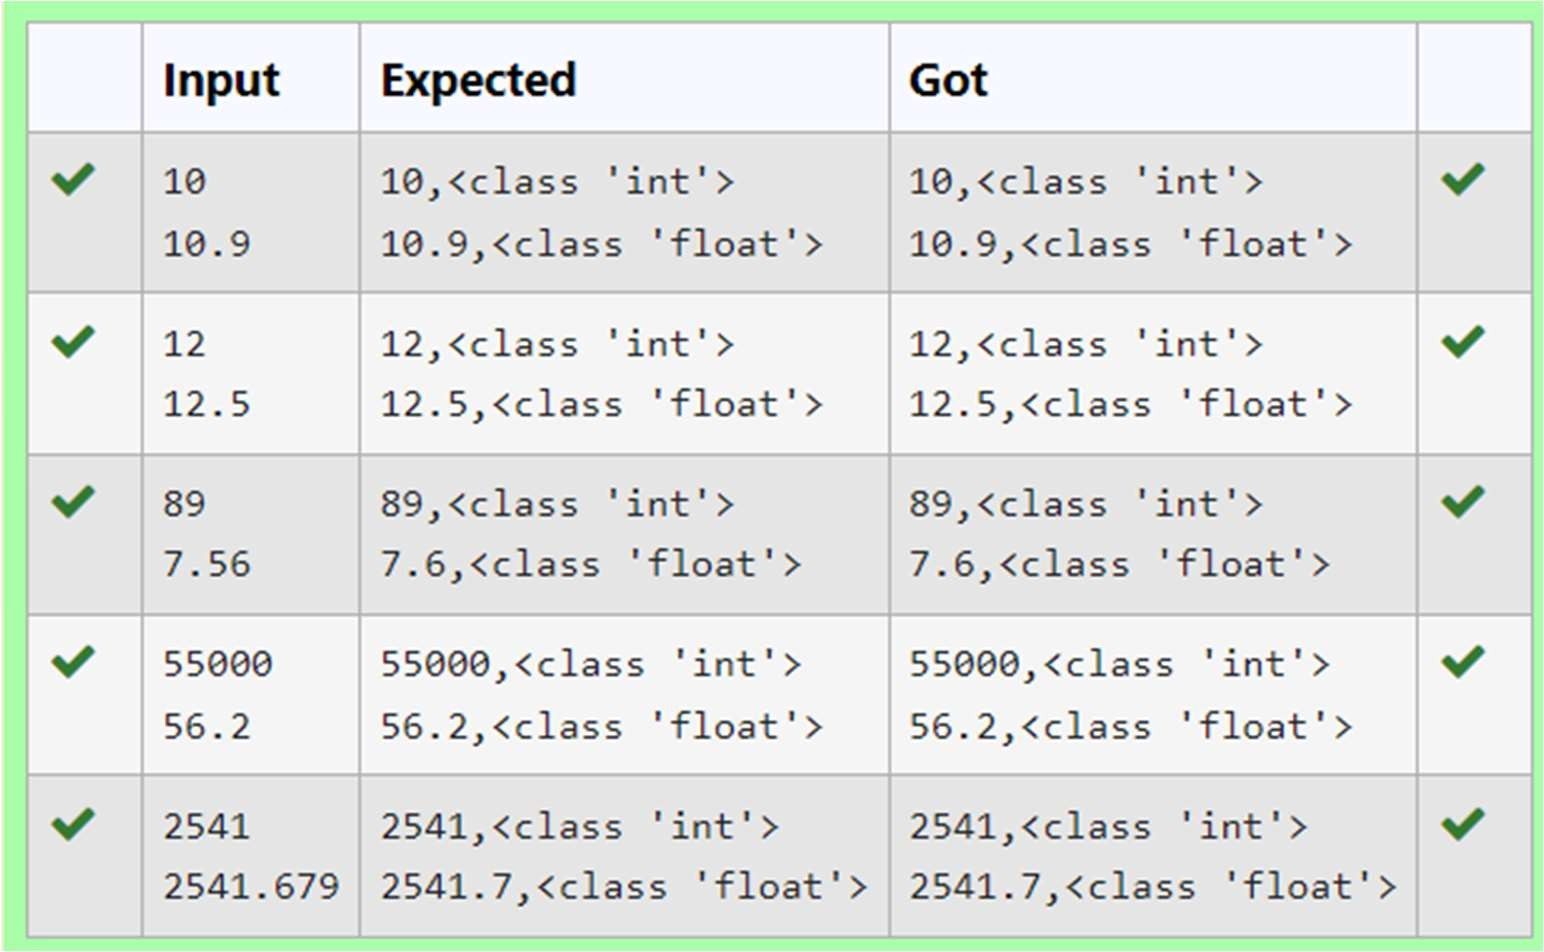 Input Expected Got
10 10,<class 'int'> 10,<class 'int'>
10.9 10.9,<class 'float'> 10.9,<class 'float'>
12 12,<class 'int'> 12,<class 'int'>
12.5 12.5,<class 'float'> 12.5,<class 'float'>
89 89,<class 'int'> 89,<class 'int'>
7.56 7.6,<class 'float'> 7.6,<class 'float'>
55000 55000,<class 'int'> 55000,<class 'int'>
56.2 56.2,<class 'float'> 56.2,<class 'float'>
2541 2541,<class 'int'> 2541,<class 'int'>
2541.679 2541.7,<class 'float'> 2541.7,<class 'float'>